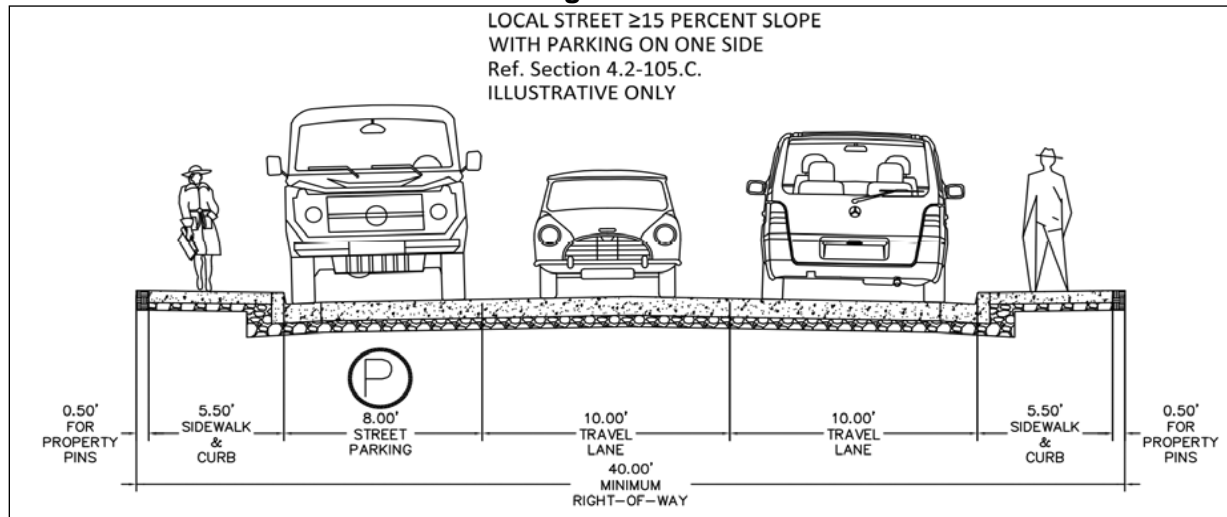 LOCAL STREET ≥15 PERCENT SLOPE
WITH PARKING ON ONE SIDE
Ref. Section 4.2-105.C.
ILLUSTRATIVE ONLY
P
0.50'
FOR
PROPERTY
PINS
5.50'
SIDEWALK
&
CURB
8.00'
STREET
PARKING
10.00'
TRAVEL
LANE
10.00'
TRAVEL
LANE
5.50'
SIDEWALK
&
CURB
0.50'
FOR
PROPERTY
PINS
40.00'
MINIMUM
RIGHT-OF-WAY